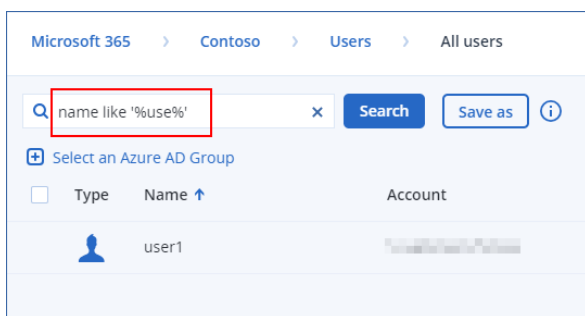 Microsoft 365 > Contoso > Users > All users
name like '%use%' × Search Save as i
+ Select an Azure AD Group
Type Name ↑ Account
user1